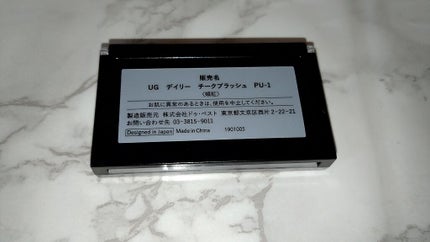 販売名
UG デイリー チークブラッシュ PU-1
〈頬紅〉
お肌に異常のあるときは、使用を中止してください。
製造販売元 株式会社ドゥ・ベスト 東京都文京区西片2-22-21
お問い合わせ先 03-3815-9011
Designed in Japan Made in China 1901003